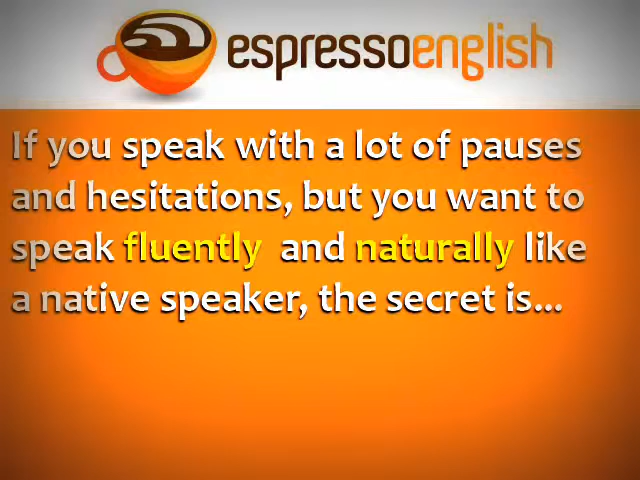 espressoenglish
If you speak with a lot of pauses
and hesitations, but you want to
speak fluently and naturally like
a native speaker, the secret is...